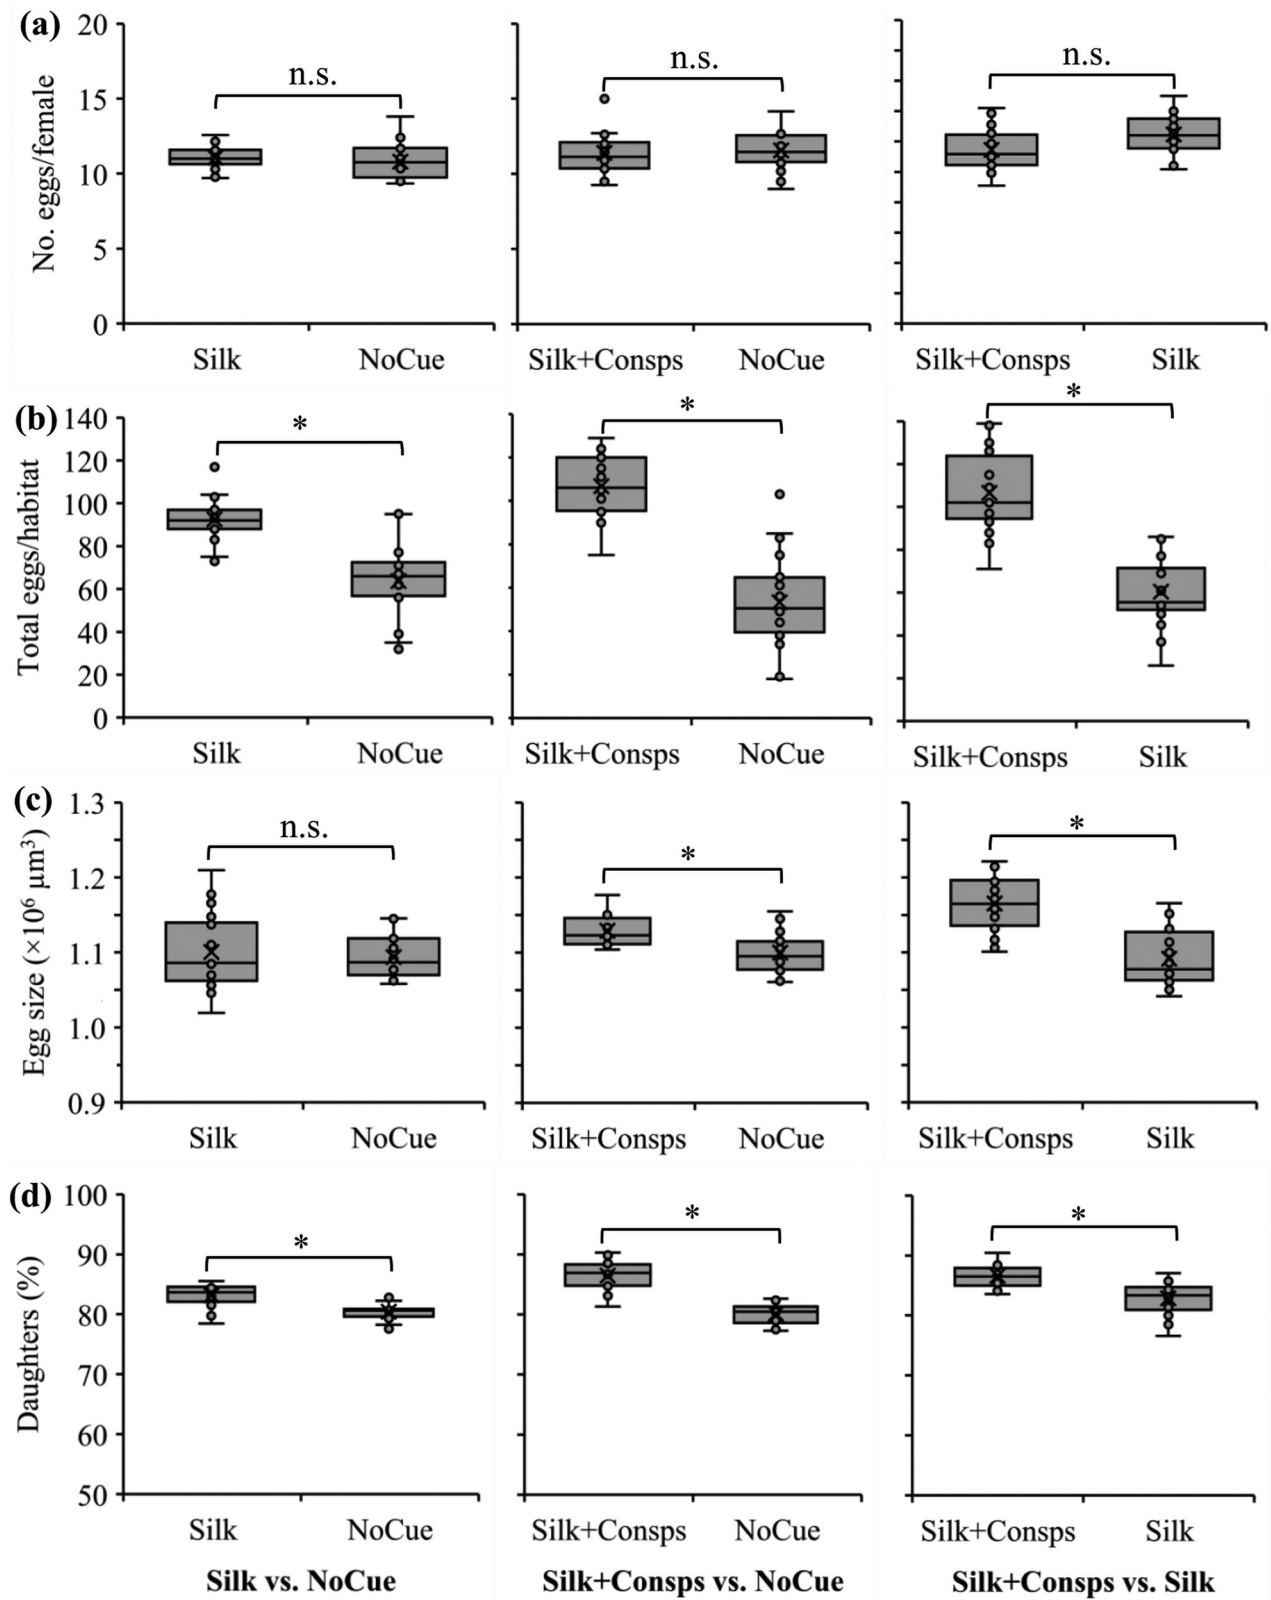 (a)
No. eggs/female
20
15
10
5
0
n.s.
n.s.
n.s.
Silk NoCue Silk+Consps NoCue Silk+Consps Silk
(b)
Total eggs/habitat
140
120
100
80
60
40
20
0
*
*
*
Silk NoCue Silk+Consps NoCue Silk+Consps Silk
(c)
Egg size (×10⁶ µm³)
1.3
1.2
1.1
1.0
0.9
n.s.
*
*
Silk NoCue Silk+Consps NoCue Silk+Consps Silk
(d)
Daughters (%)
100
90
80
70
60
50
*
*
*
Silk NoCue Silk+Consps NoCue Silk+Consps Silk
Silk vs. NoCue Silk+Consps vs. NoCue Silk+Consps vs. Silk